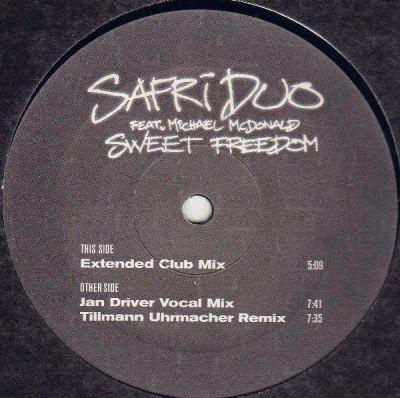 SAFRi DUO
FEAT. MiCHAEL McDONALD
SWEET FREEDOM
THIS SIDE
Extended Club Mix 5:09
OTHER SIDE
Jan Driver Vocal Mix 7:41
Tillmann Uhrmacher Remix 7:35